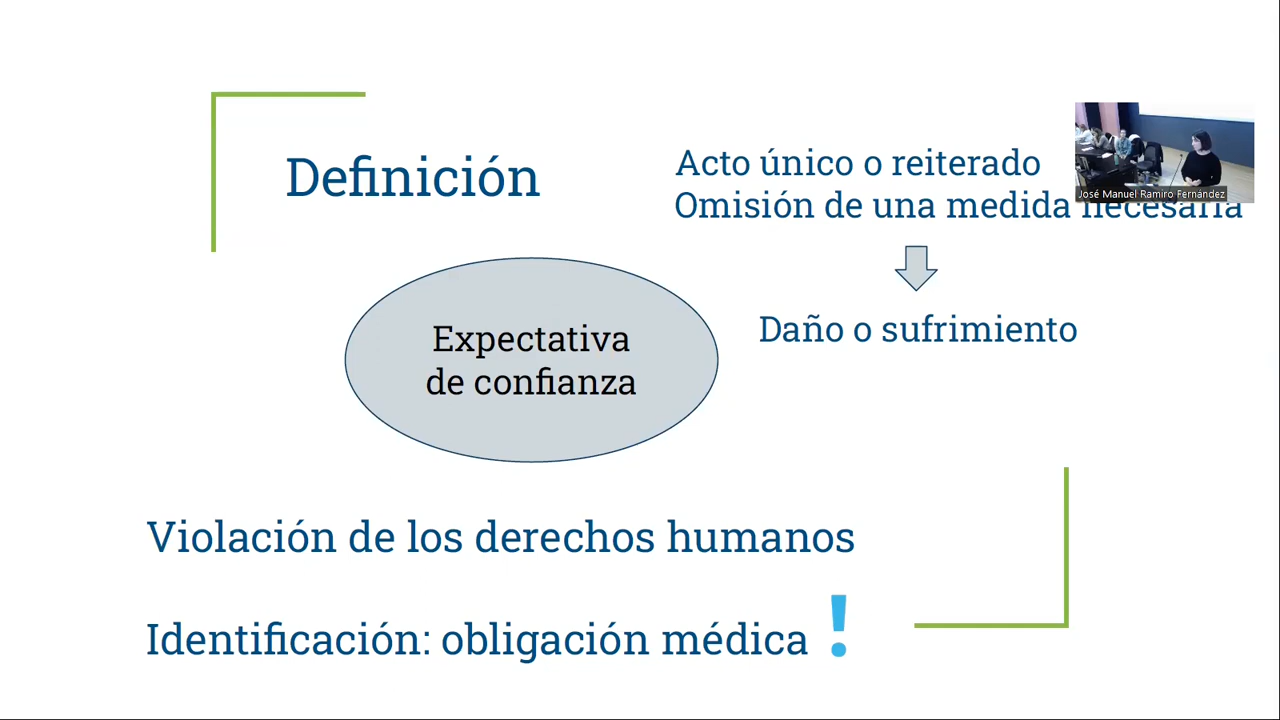 Definición
Acto único o reiterado
Omisión de una medida necesaria
José Manuel Ramiro Fernández
Daño o sufrimiento
Expectativa
de confianza
Violación de los derechos humanos
Identificación: obligación médica !